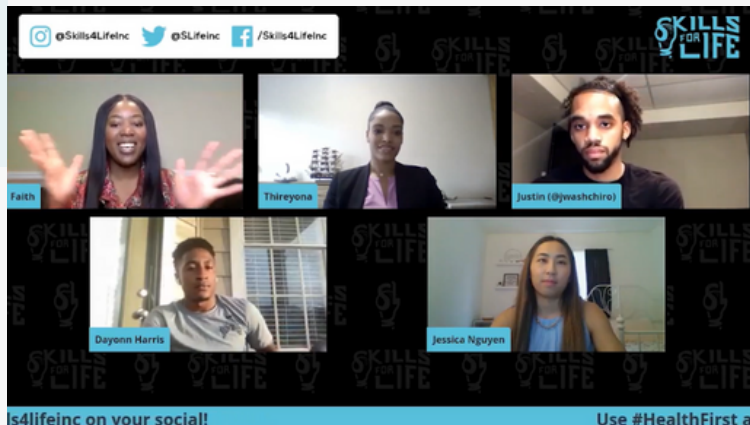 @Skills4LifeInc @SLifeinc /Skills4LifeInc
SKILLS
FOR
LIFE
Faith
Thireyona
Justin (@jwashchiro)
Dayonn Harris
Jessica Nguyen
ls4lifeinc on your social!
Use #HealthFirst a